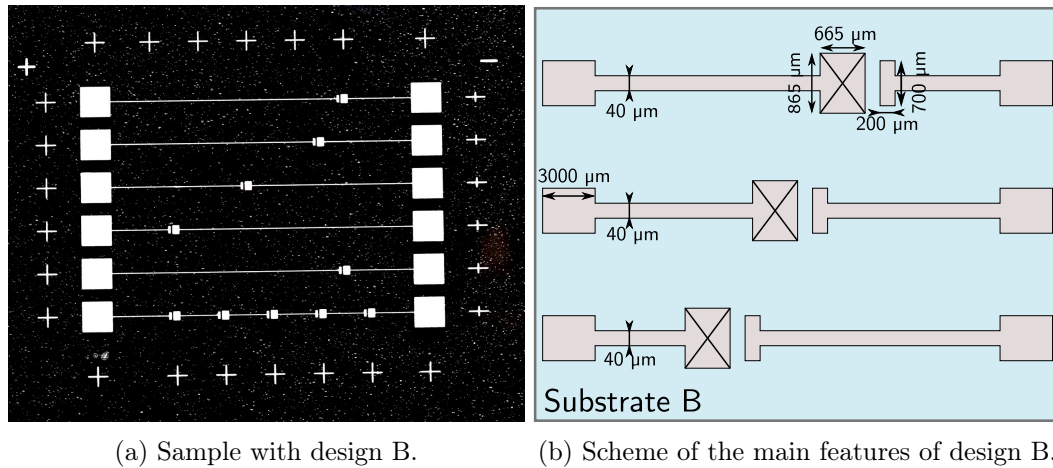 665 µm
865 µm
700 µm
40 µm
200 µm
3000 µm
40 µm
40 µm
Substrate B
(a) Sample with design B.
(b) Scheme of the main features of design B.